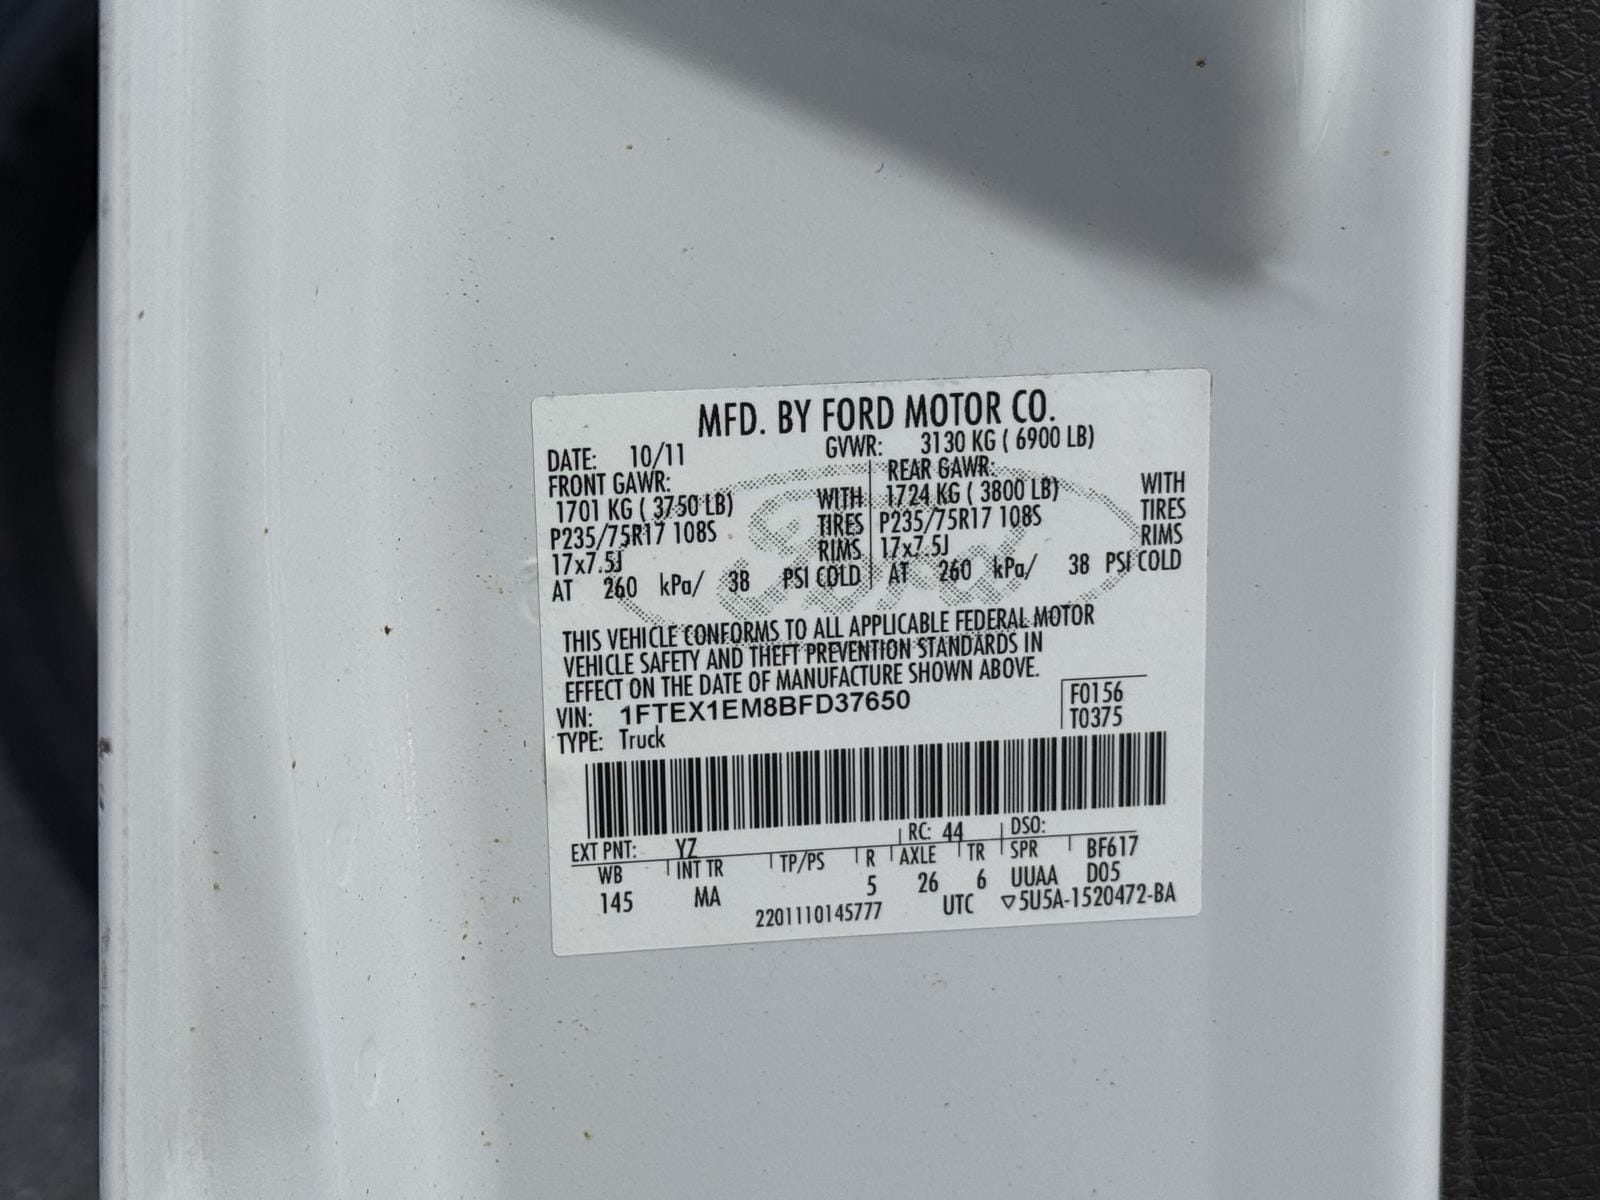 MFD. BY FORD MOTOR CO.
DATE: 10/11 GVWR: 3130 KG ( 6900 LB)
FRONT GAWR: REAR GAWR:
1701 KG ( 3750 LB) WITH 1724 KG ( 3800 LB) WITH
P235/75R17 108S TIRES P235/75R17 108S TIRES
17x7.5J RIMS 17x7.5J RIMS
AT 260 kPa/ 38 PSI COLD AT 260 kPa/ 38 PSI COLD
THIS VEHICLE CONFORMS TO ALL APPLICABLE FEDERAL MOTOR
VEHICLE SAFETY AND THEFT PREVENTION STANDARDS IN
EFFECT ON THE DATE OF MANUFACTURE SHOWN ABOVE.
VIN: 1FTEX1EM8BFD37650 F0156
TYPE: Truck T0375
EXT PNT: YZ RC: 44 DSO:
WB INT TR TP/PS R AXLE TR SPR BF617
145 MA 5 26 6 UUAA D05
2201110145777 UTC ▽5U5A-1520472-BA
Ford